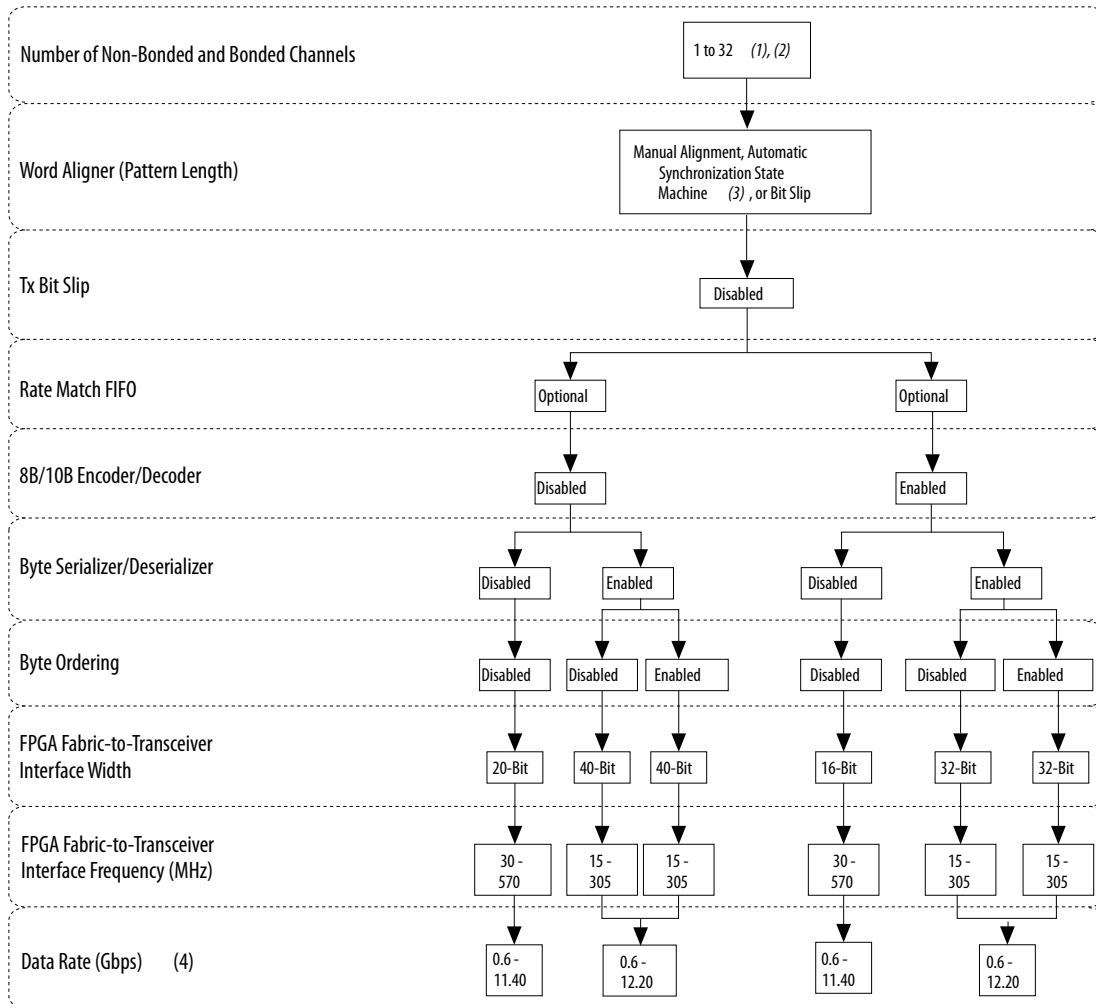 Number of Non-Bonded and Bonded Channels
1 to 32 (1), (2)
Word Aligner (Pattern Length)
Manual Alignment, Automatic
Synchronization State
Machine (3) , or Bit Slip
Tx Bit Slip
Disabled
Rate Match FIFO
Optional
Optional
8B/10B Encoder/Decoder
Disabled
Enabled
Byte Serializer/Deserializer
Disabled
Enabled
Disabled
Enabled
Byte Ordering
Disabled
Disabled
Enabled
Disabled
Disabled
Enabled
FPGA Fabric-to-Transceiver
Interface Width
20-Bit
40-Bit
40-Bit
16-Bit
32-Bit
32-Bit
FPGA Fabric-to-Transceiver
Interface Frequency (MHz)
30 -
570
15 -
305
15 -
305
30 -
570
15 -
305
15 -
305
Data Rate (Gbps) (4)
0.6 -
11.40
0.6 -
12.20
0.6 -
11.40
0.6 -
12.20